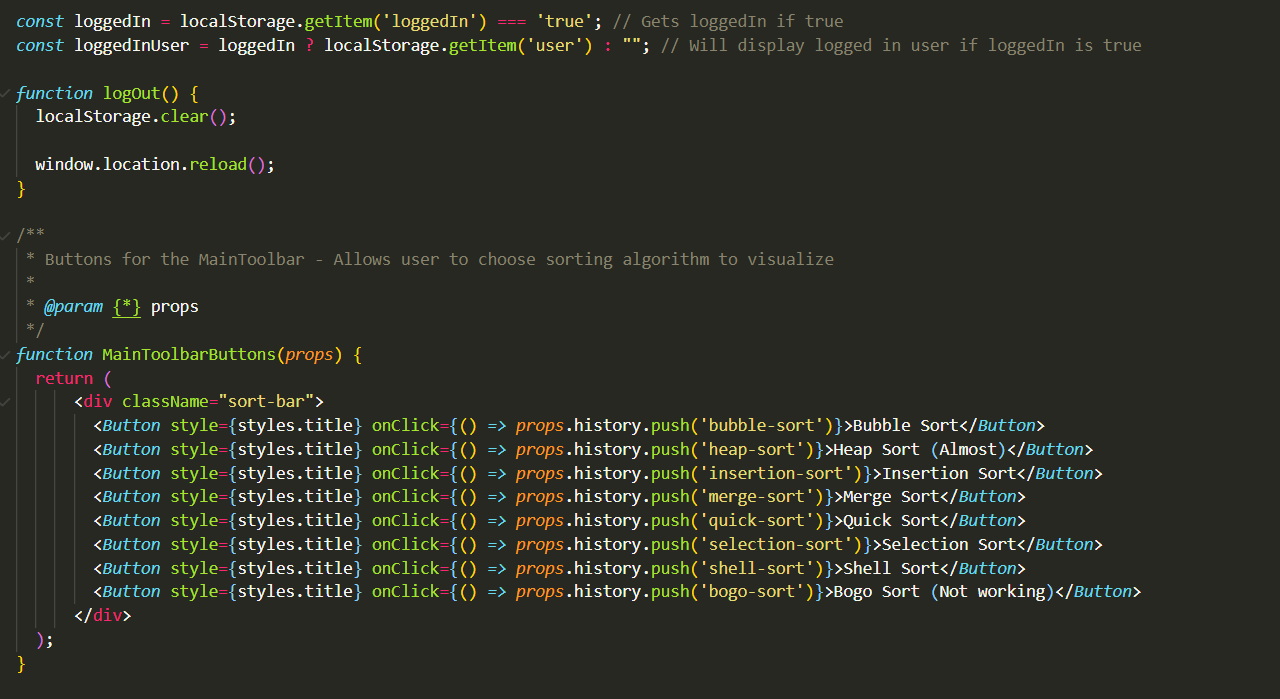 const loggedIn = localStorage.getItem('loggedIn') === 'true'; // Gets loggedIn if true
const loggedInUser = loggedIn ? localStorage.getItem('user') : ""; // Will display logged in user if loggedIn is true
function logOut() {
localStorage.clear();
window.location.reload();
}
/**
* Buttons for the MainToolbar - Allows user to choose sorting algorithm to visualize
*
* @param {*} props
*/
function MainToolbarButtons(props) {
return (
<div className="sort-bar">
<Button style={styles.title} onClick={() => props.history.push('bubble-sort')}>Bubble Sort</Button>
<Button style={styles.title} onClick={() => props.history.push('heap-sort')}>Heap Sort (Almost)</Button>
<Button style={styles.title} onClick={() => props.history.push('insertion-sort')}>Insertion Sort</Button>
<Button style={styles.title} onClick={() => props.history.push('merge-sort')}>Merge Sort</Button>
<Button style={styles.title} onClick={() => props.history.push('quick-sort')}>Quick Sort</Button>
<Button style={styles.title} onClick={() => props.history.push('selection-sort')}>Selection Sort</Button>
<Button style={styles.title} onClick={() => props.history.push('shell-sort')}>Shell Sort</Button>
<Button style={styles.title} onClick={() => props.history.push('bogo-sort')}>Bogo Sort (Not working)</Button>
</div>
);
}